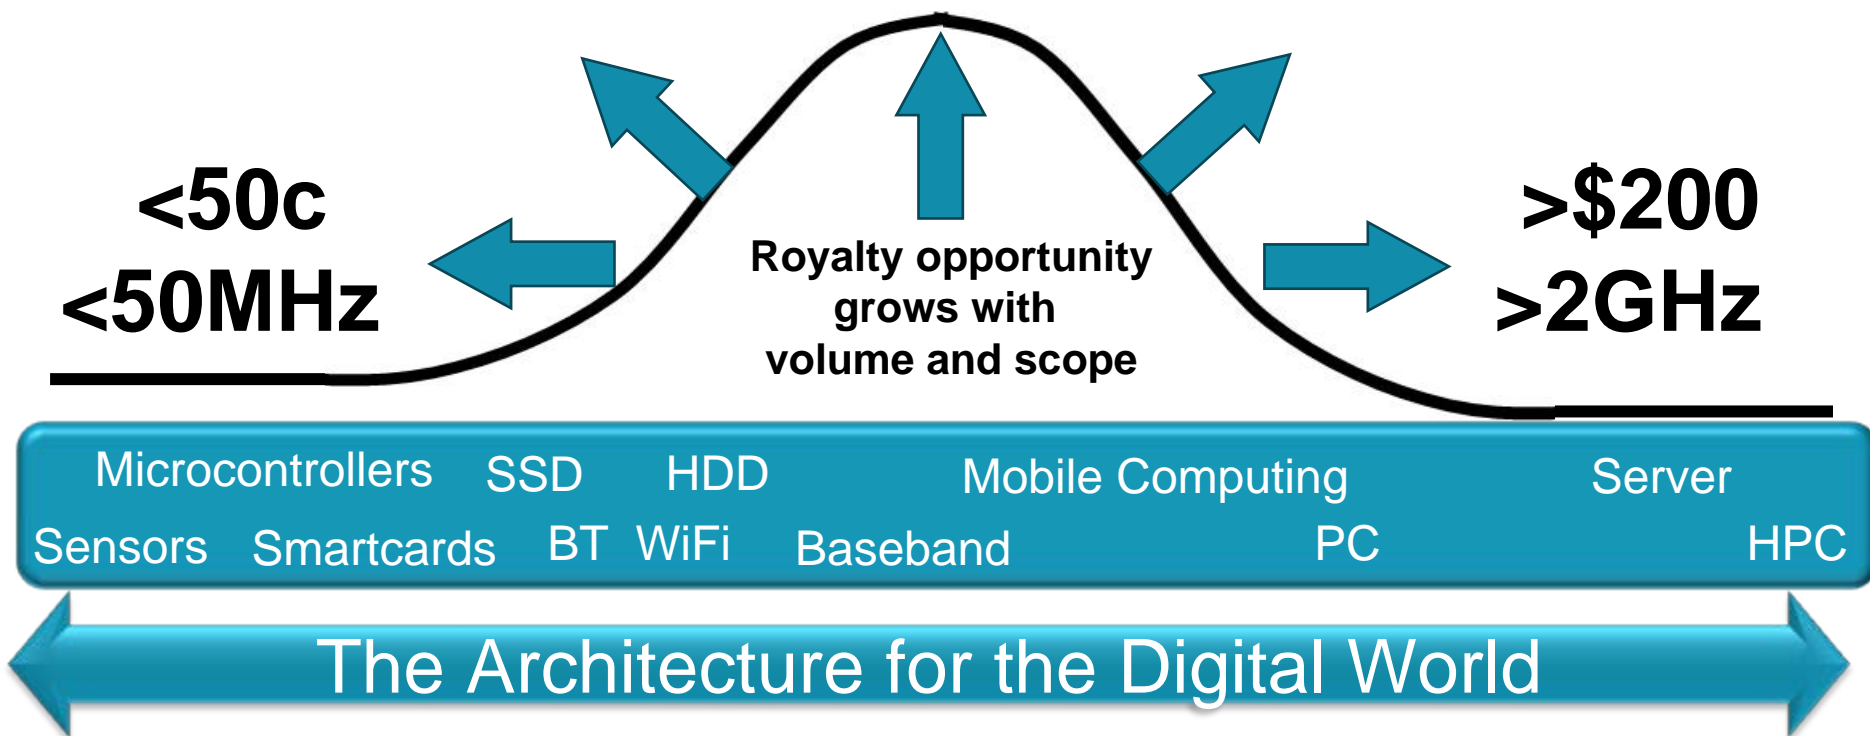 <50c
<50MHz
Royalty opportunity
grows with
volume and scope
>$200
>2GHz
Microcontrollers SSD HDD Mobile Computing Server
Sensors Smartcards BT WiFi Baseband PC HPC
The Architecture for the Digital World